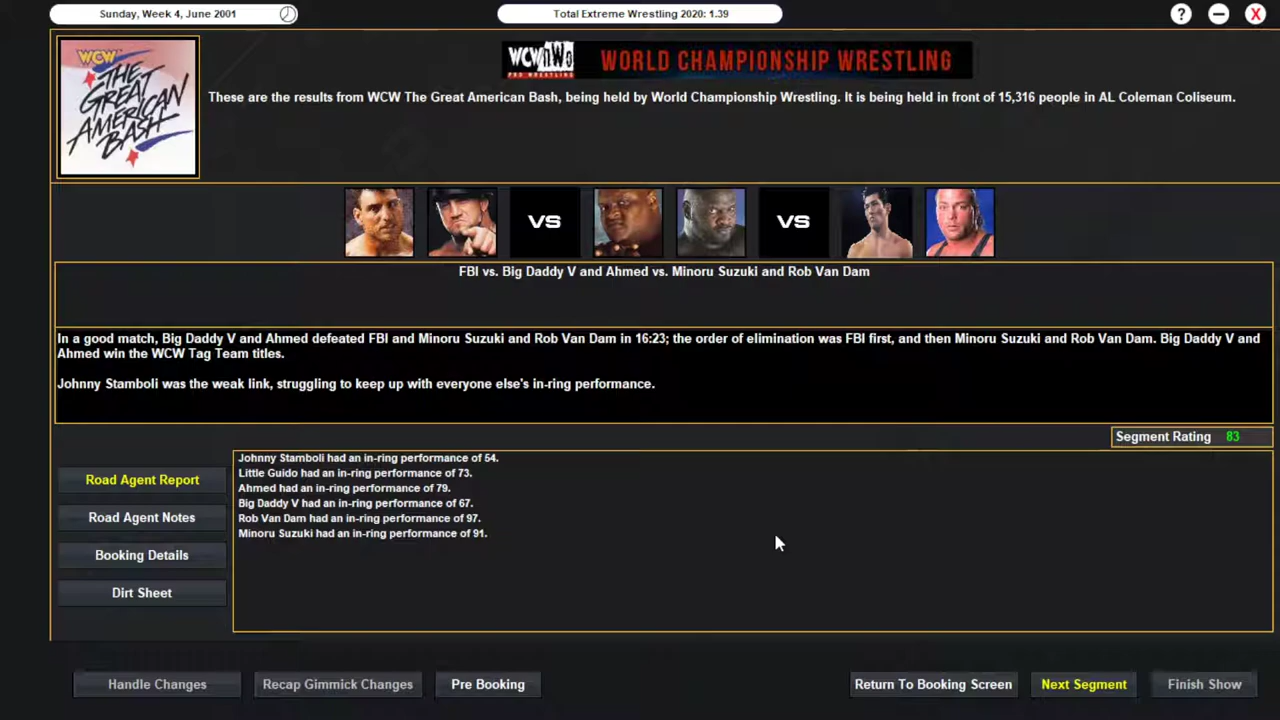 Sunday, Week 4, June 2001
Total Extreme Wrestling 2020: 1.39
?
X
WCW
THE
GREAT
AMERICAN
BASH
WCW
PRO WRESTLING
WORLD CHAMPIONSHIP WRESTLING
These are the results from WCW The Great American Bash, being held by World Championship Wrestling. It is being held in front of 15,316 people in AL Coleman Coliseum.
VS
VS
FBI vs. Big Daddy V and Ahmed vs. Minoru Suzuki and Rob Van Dam
In a good match, Big Daddy V and Ahmed defeated FBI and Minoru Suzuki and Rob Van Dam in 16:23; the order of elimination was FBI first, and then Minoru Suzuki and Rob Van Dam. Big Daddy V and
Ahmed win the WCW Tag Team titles.
Johnny Stamboli was the weak link, struggling to keep up with everyone else's in-ring performance.
Segment Rating 83
Road Agent Report
Road Agent Notes
Booking Details
Dirt Sheet
Johnny Stamboli had an in-ring performance of 54.
Little Guido had an in-ring performance of 73.
Ahmed had an in-ring performance of 79.
Big Daddy V had an in-ring performance of 67.
Rob Van Dam had an in-ring performance of 97.
Minoru Suzuki had an in-ring performance of 91.
Handle Changes
Recap Gimmick Changes
Pre Booking
Return To Booking Screen
Next Segment
Finish Show